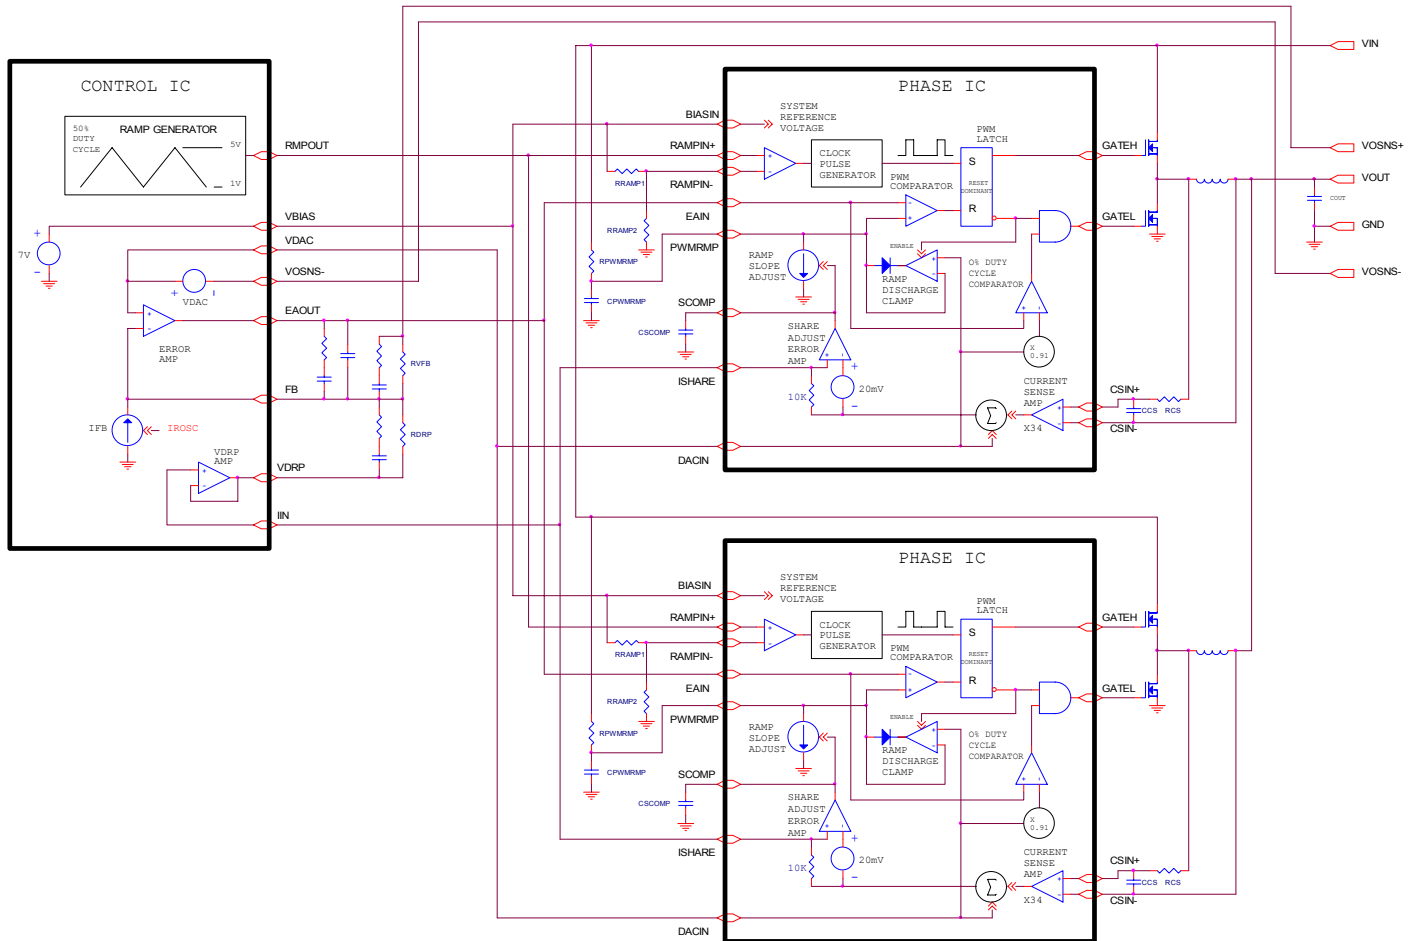 CONTROL IC
50%
DUTY
CYCLE
RAMP GENERATOR
5V
1V
RMPOUT
VBIAS
+
7V
-
VDAC
VOSNS-
+
VDAC
-
+
-
EAOUT
ERROR
AMP
RVFB
FB
IFB
IROSC
RDRP
VDRP
AMP
+
-
VDRP
IIN
VIN
VOSNS+
VOUT
COUT
GND
VOSNS-
PHASE IC
BIASIN
SYSTEM
REFERENCE
VOLTAGE
RAMPIN+
+
-
CLOCK
PULSE
GENERATOR
PWM
LATCH
S
RESET
DOMINANT
R
GATEH
RRAMP1
RAMPIN-
PWM
COMPARATOR
-
+
EAIN
RRAMP2
GATEL
PWMRMP
RPWMRMP
RAMP
SLOPE
ADJUST
ENABLE
+
-
RAMP
DISCHARGE
CLAMP
0% DUTY
CYCLE
COMPARATOR
CPWMRMP
SCOMP
CSCOMP
SHARE
ADJUST
ERROR
AMP
+
-
+
-
X
0.91
ISHARE
10K
+
20mV
-
Σ
CURRENT
SENSE
AMP
+
-
X34
CSIN+
CCS
RCS
CSIN-
DACIN
PHASE IC
BIASIN
SYSTEM
REFERENCE
VOLTAGE
RAMPIN+
+
-
CLOCK
PULSE
GENERATOR
PWM
LATCH
S
RESET
DOMINANT
R
GATEH
RRAMP1
RAMPIN-
PWM
COMPARATOR
-
+
EAIN
RRAMP2
GATEL
PWMRMP
RPWMRMP
RAMP
SLOPE
ADJUST
ENABLE
+
-
RAMP
DISCHARGE
CLAMP
0% DUTY
CYCLE
COMPARATOR
CPWMRMP
SCOMP
CSCOMP
SHARE
ADJUST
ERROR
AMP
+
-
+
-
X
0.91
ISHARE
10K
+
20mV
-
Σ
CURRENT
SENSE
AMP
+
-
X34
CSIN+
CCS
RCS
CSIN-
DACIN